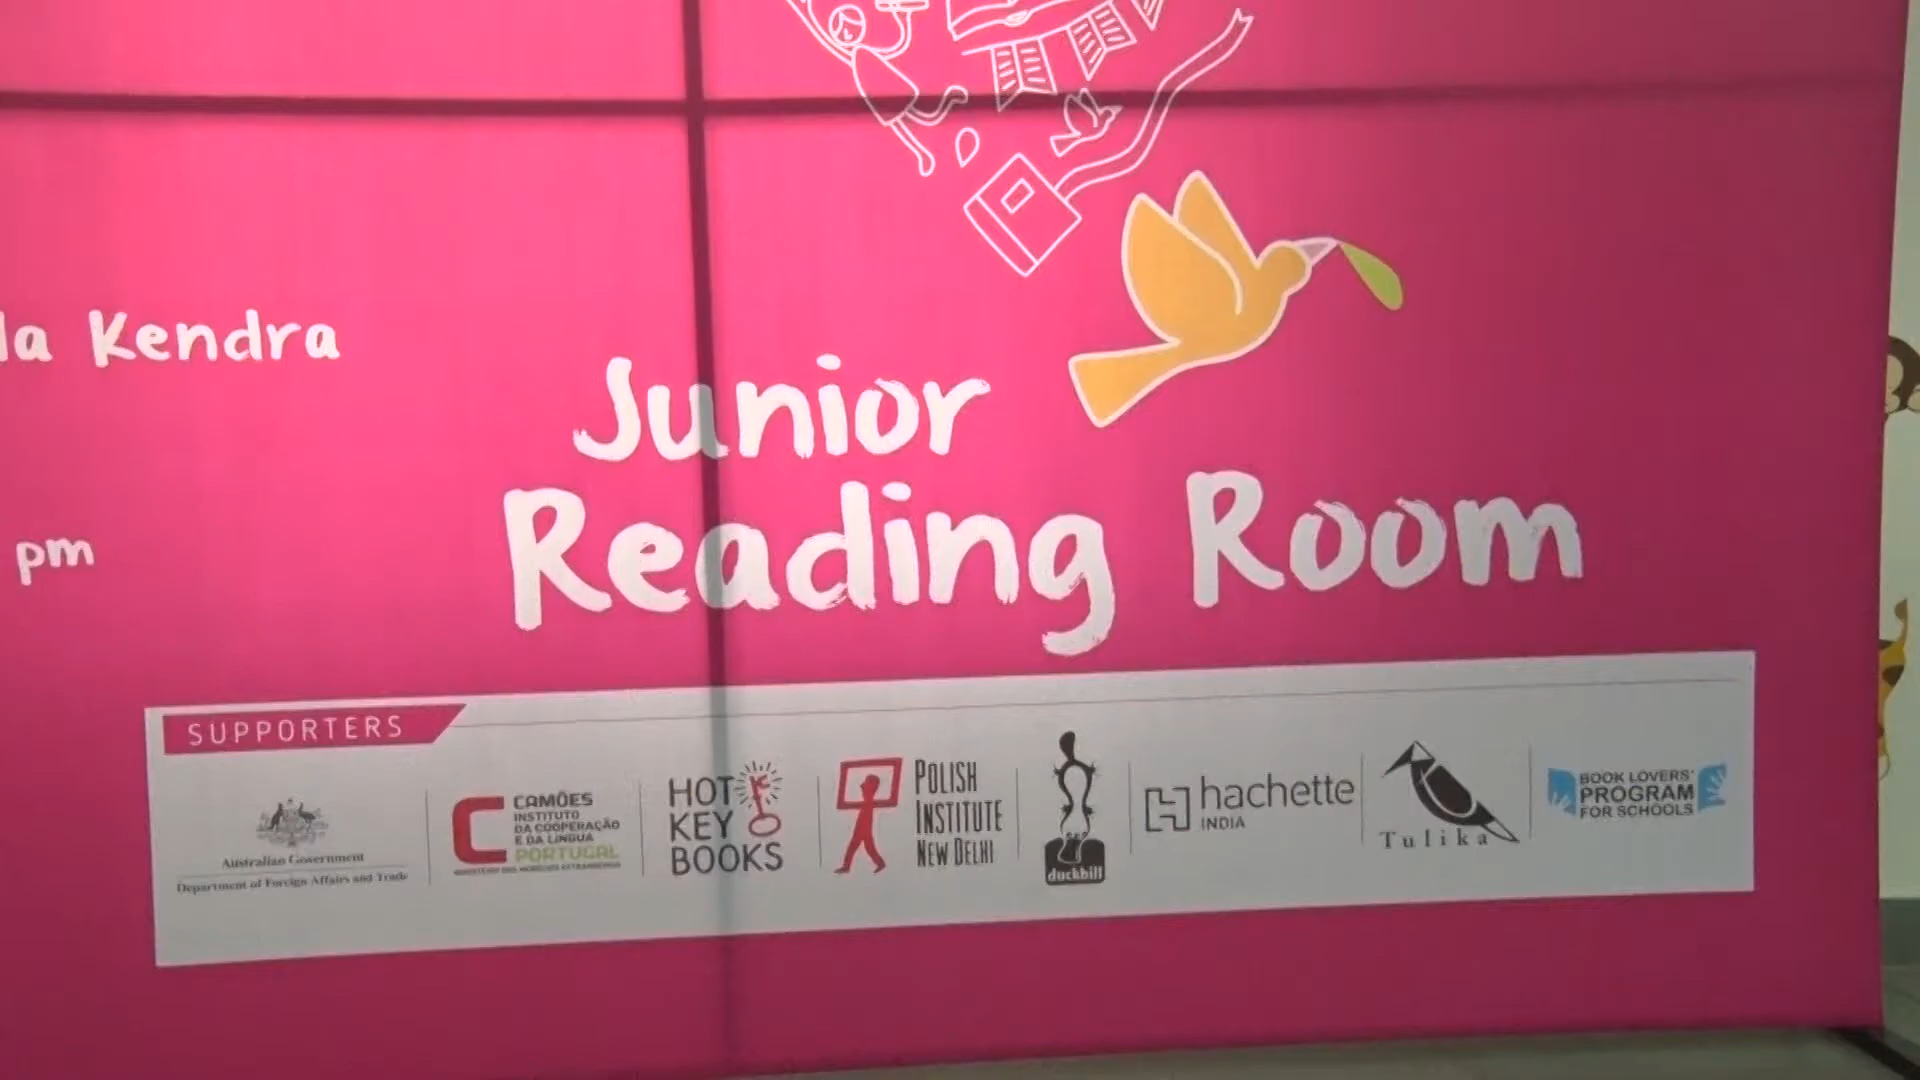 Kendra
pm
Junior
Reading Room
SUPPORTERS
Australian Government
Department of Foreign Affairs and Trade
CAMÕES
INSTITUTO
DA COOPERAÇÃO
E DA LÍNGUA
PORTUGAL
HOT
KEY
BOOKS
POLISH
INSTITUTE
NEW DELHI
duckbill
hachette
INDIA
Tulika
BOOK LOVERS'
PROGRAM
FOR SCHOOLS